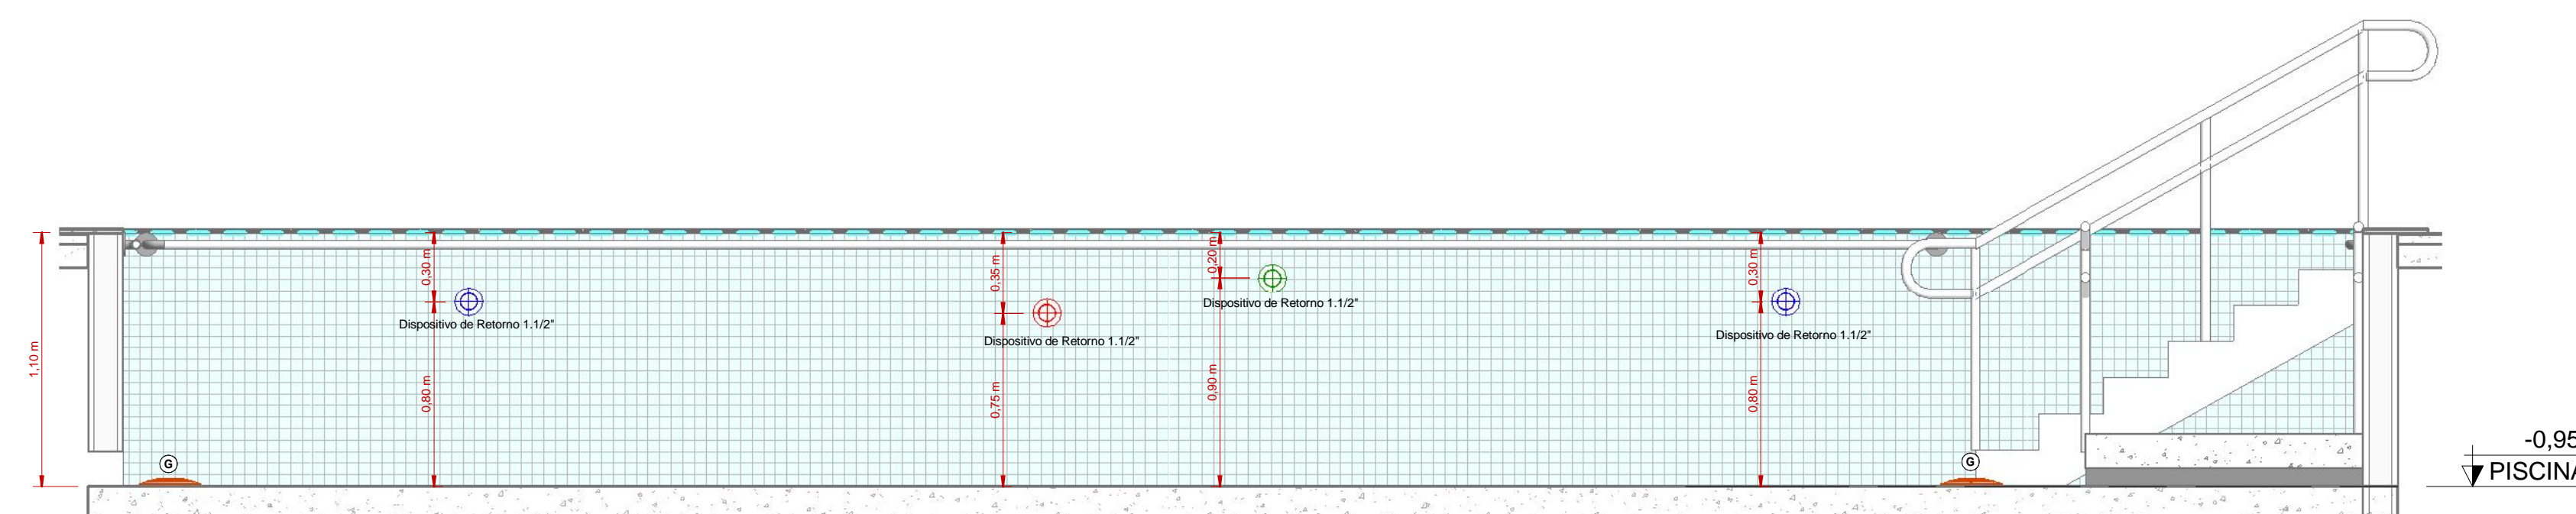 1,10 m
0,30 m
0,80 m
Dispositivo de Retorno 1.1/2"
0,35 m
0,75 m
Dispositivo de Retorno 1.1/2"
0,20 m
0,90 m
Dispositivo de Retorno 1.1/2"
0,30 m
0,80 m
Dispositivo de Retorno 1.1/2"
G
G
-0,95
PISCINA